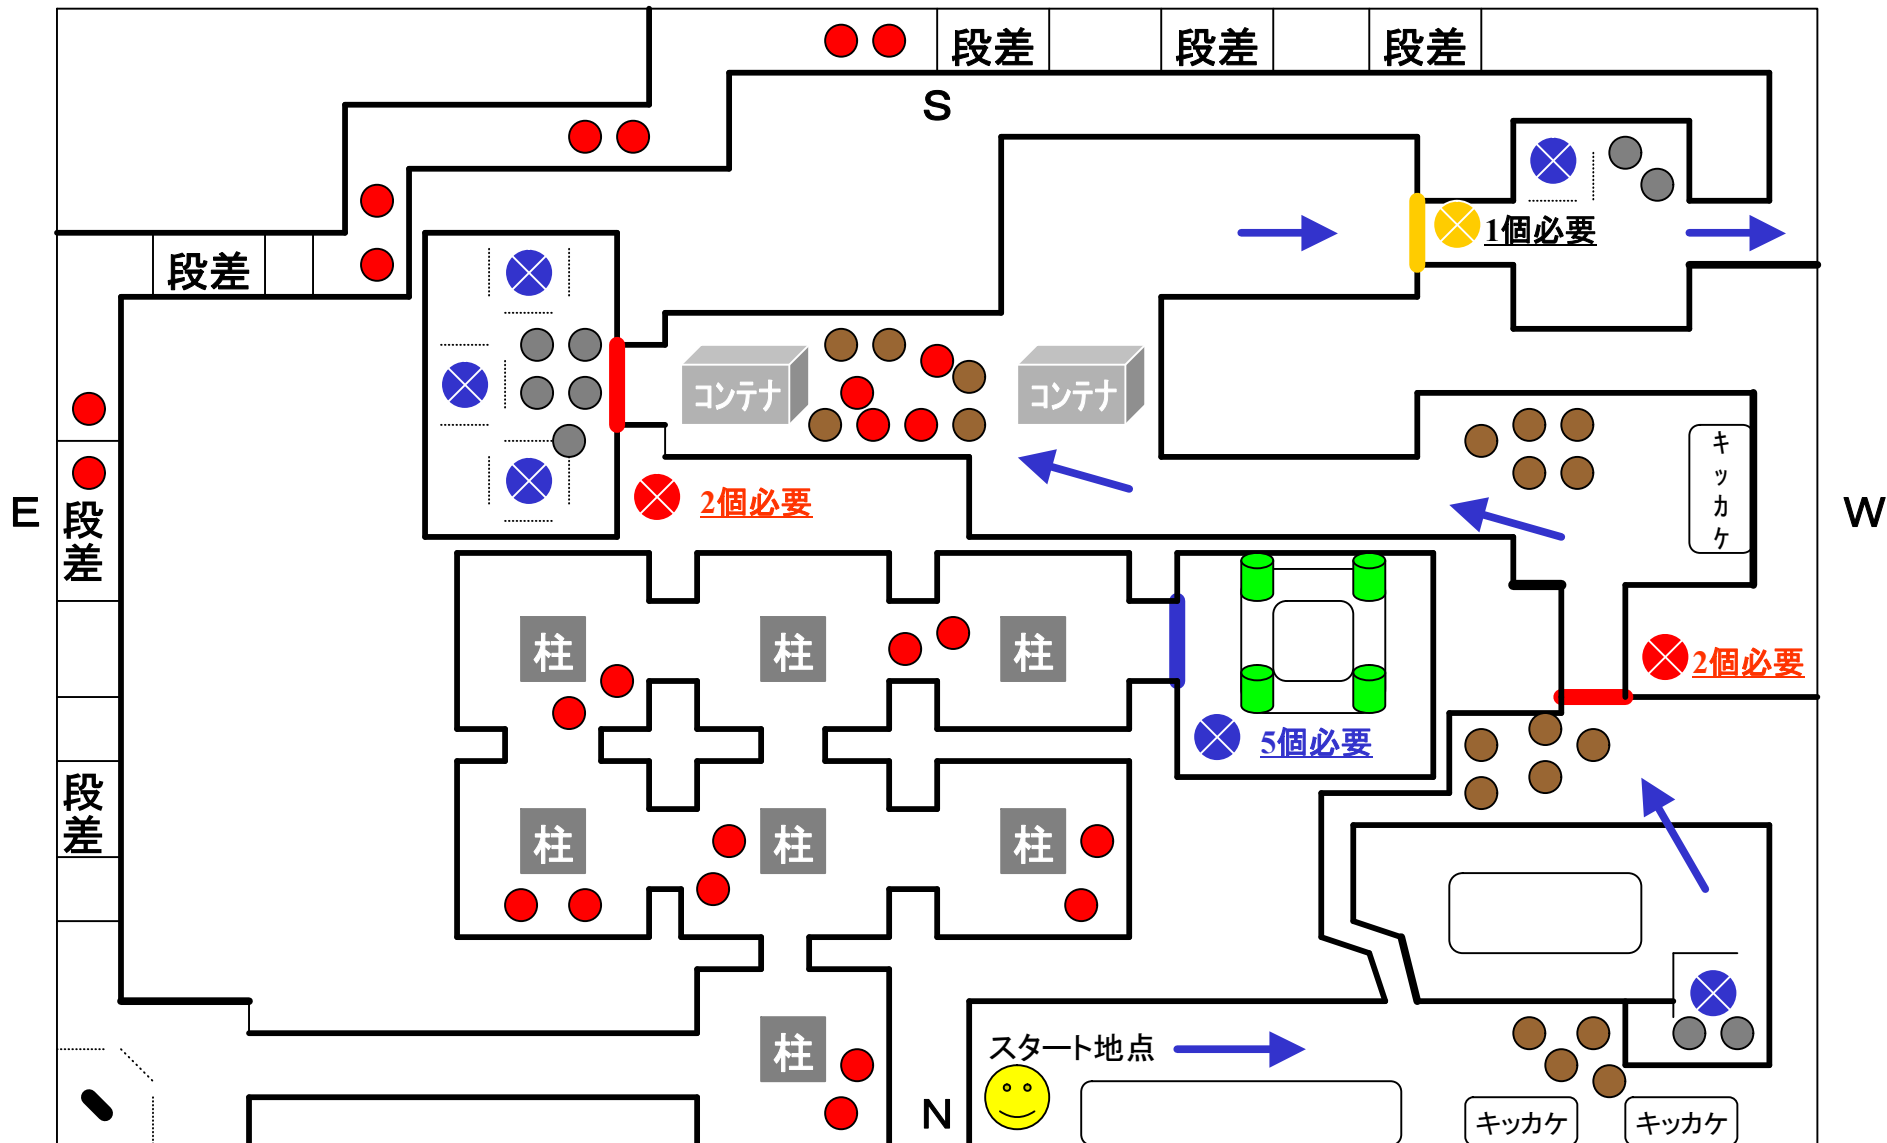 段差
段差
段差
S
1個必要
段差
コンテナ
コンテナ
キッカケ
E
W
段差
2個必要
柱
柱
柱
2個必要
5個必要
段差
柱
柱
柱
スタート地点
柱
N
キッカケ
キッカケ